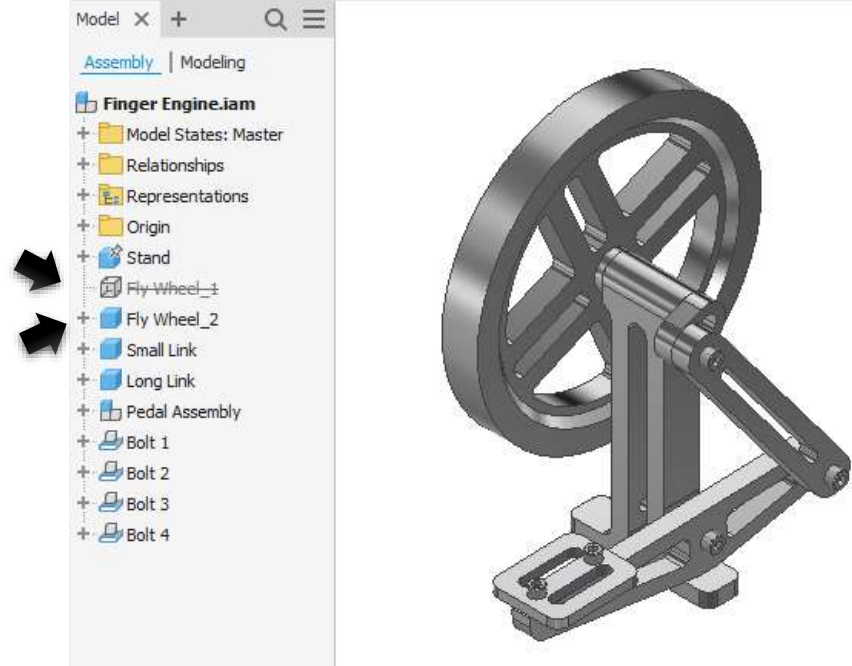 Model
Assembly | Modeling
Finger Engine.iam
Model States: Master
Relationships
Representations
Origin
Stand
Fly Wheel_1
Fly Wheel_2
Small Link
Long Link
Pedal Assembly
Bolt 1
Bolt 2
Bolt 3
Bolt 4